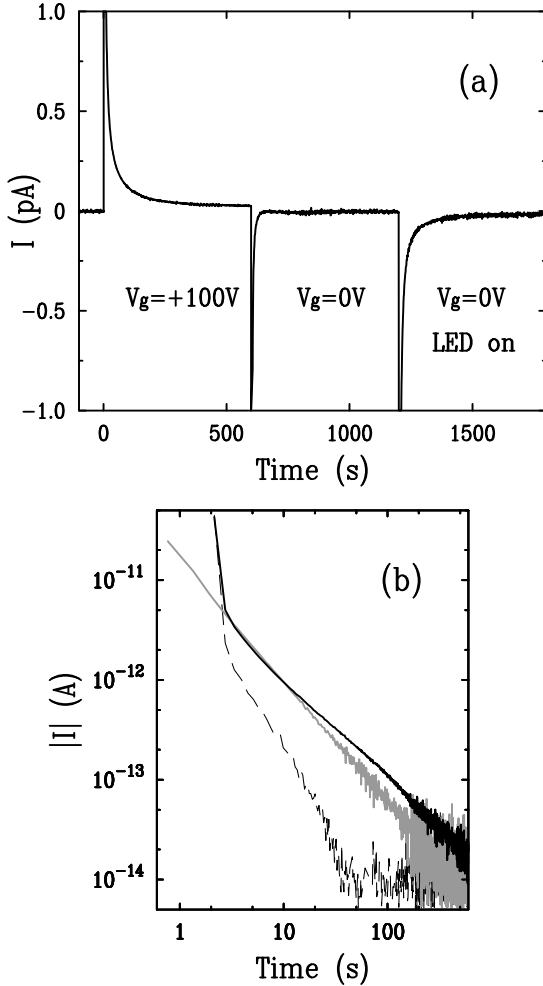 (a)
1.0
0.5
0
-0.5
-1.0
I (pA)
Vg=+100V
Vg=0V
Vg=0V
LED on
0
500
1000
1500
Time (s)
(b)
10⁻¹¹
10⁻¹²
10⁻¹³
10⁻¹⁴
|I| (A)
1
10
100
Time (s)